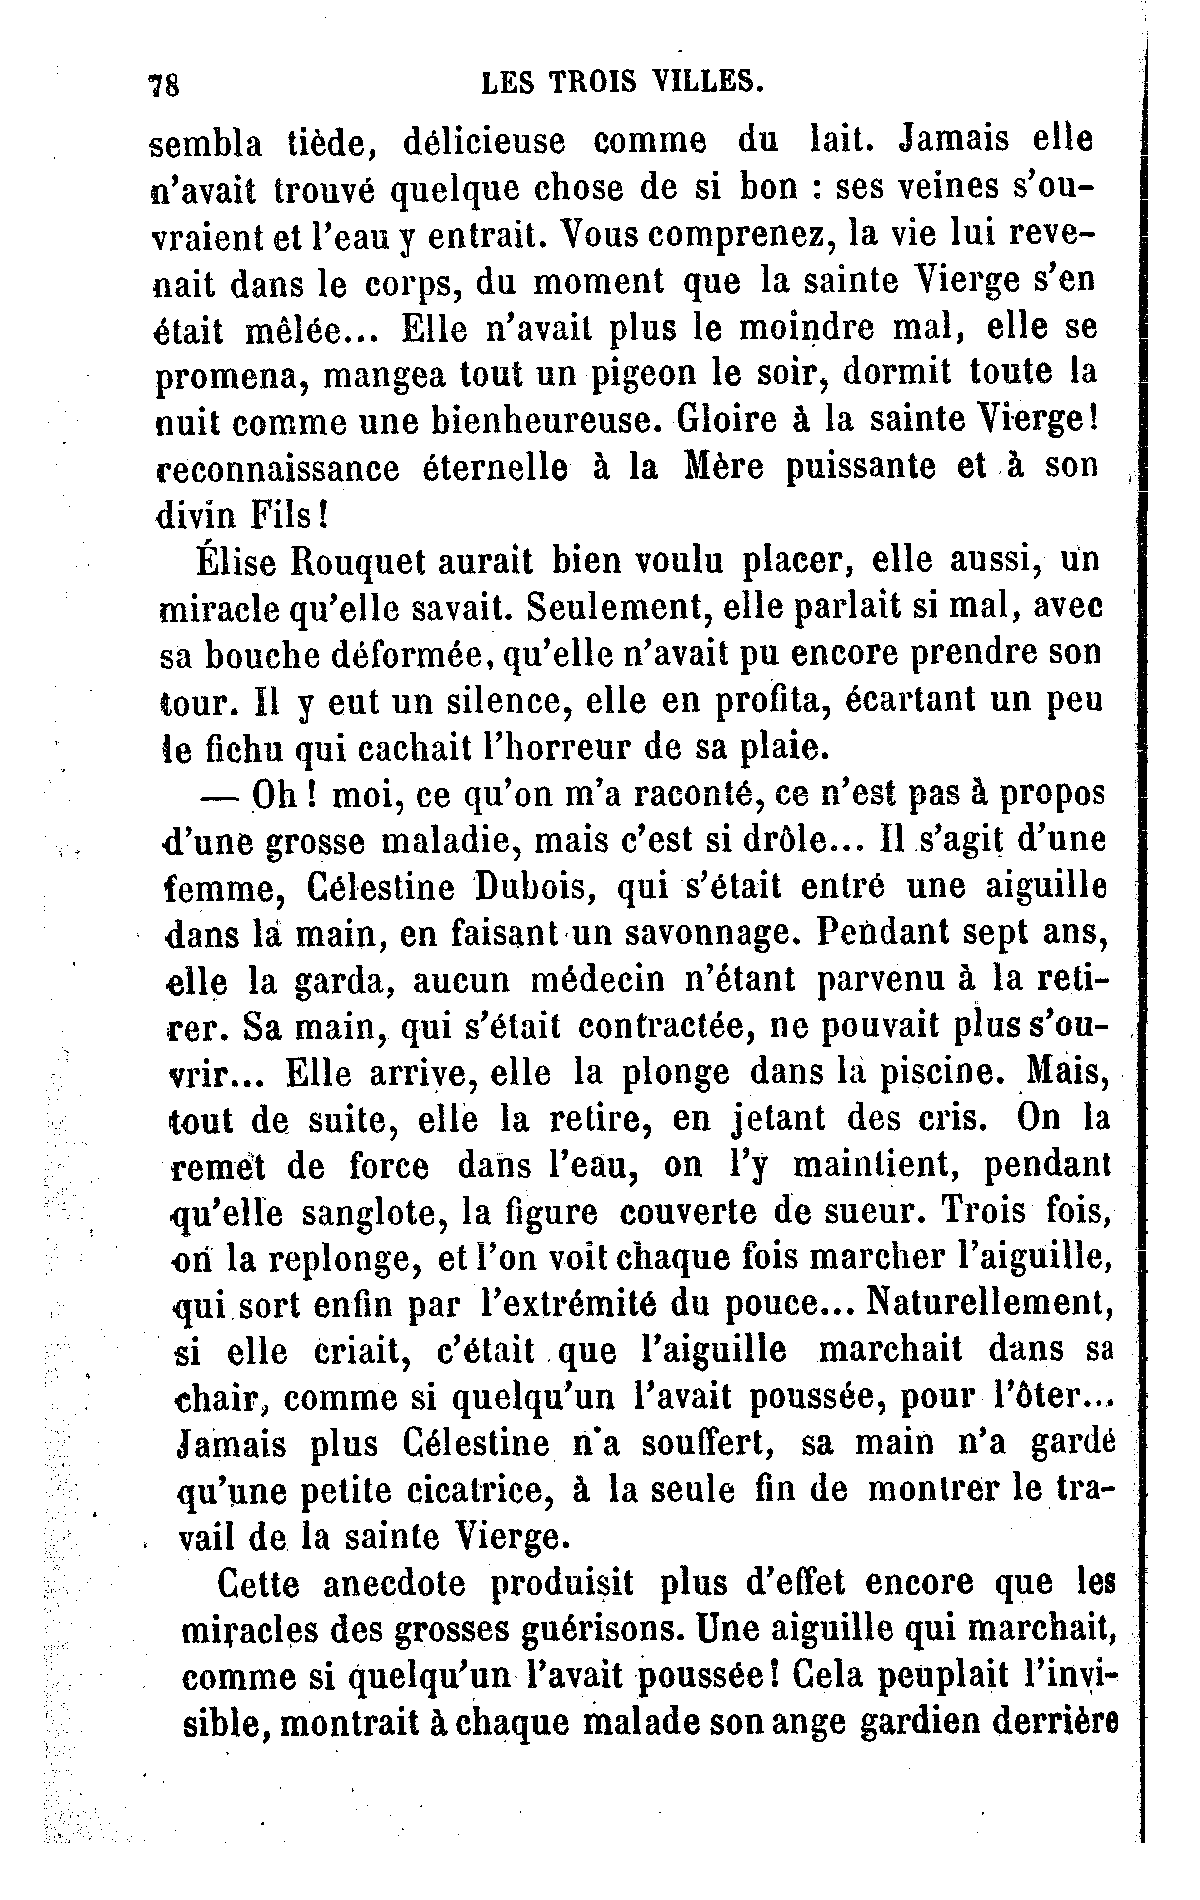 78 LES TROIS VILLES.
sembla tiède, délicieuse comme du lait. Jamais elle
n'avait trouvé quelque chose de si bon : ses veines s'ou-
vraient et l'eau y entrait. Vous comprenez, la vie lui reve-
nait dans le corps, du moment que la sainte Vierge s'en
était mêlée... Elle n'avait plus le moindre mal, elle se
promena, mangea tout un pigeon le soir, dormit toute la
nuit comme une bienheureuse. Gloire à la sainte Vierge!
reconnaissance éternelle à la Mère puissante et à son
divin Fils!
Élise Rouquet aurait bien voulu placer, elle aussi, un
miracle qu'elle savait. Seulement, elle parlait si mal, avec
sa bouche déformée, qu'elle n'avait pu encore prendre son
tour. Il y eut un silence, elle en profita, écartant un peu
le fichu qui cachait l'horreur de sa plaie.
— Oh ! moi, ce qu'on m'a raconté, ce n'est pas à propos
d'une grosse maladie, mais c'est si drôle... Il s'agit d'une
femme, Célestine Dubois, qui s'était entré une aiguille
dans la main, en faisant un savonnage. Pendant sept ans,
elle la garda, aucun médecin n'étant parvenu à la reti-
rer. Sa main, qui s'était contractée, ne pouvait plus s'ou-
vrir... Elle arrive, elle la plonge dans la piscine. Mais,
tout de suite, elle la retire, en jetant des cris. On la
remet de force dans l'eau, on l'y maintient, pendant
qu'elle sanglote, la figure couverte de sueur. Trois fois,
on la replonge, et l'on voit chaque fois marcher l'aiguille,
qui sort enfin par l'extrémité du pouce... Naturellement,
si elle criait, c'était que l'aiguille marchait dans sa
chair, comme si quelqu'un l'avait poussée, pour l'ôter...
Jamais plus Célestine n'a souffert, sa main n'a gardé
qu'une petite cicatrice, à la seule fin de montrer le tra-
vail de la sainte Vierge.
Cette anecdote produisit plus d'effet encore que les
miracles des grosses guérisons. Une aiguille qui marchait,
comme si quelqu'un l'avait poussée! Cela peuplait l'invi-
sible, montrait à chaque malade son ange gardien derrière